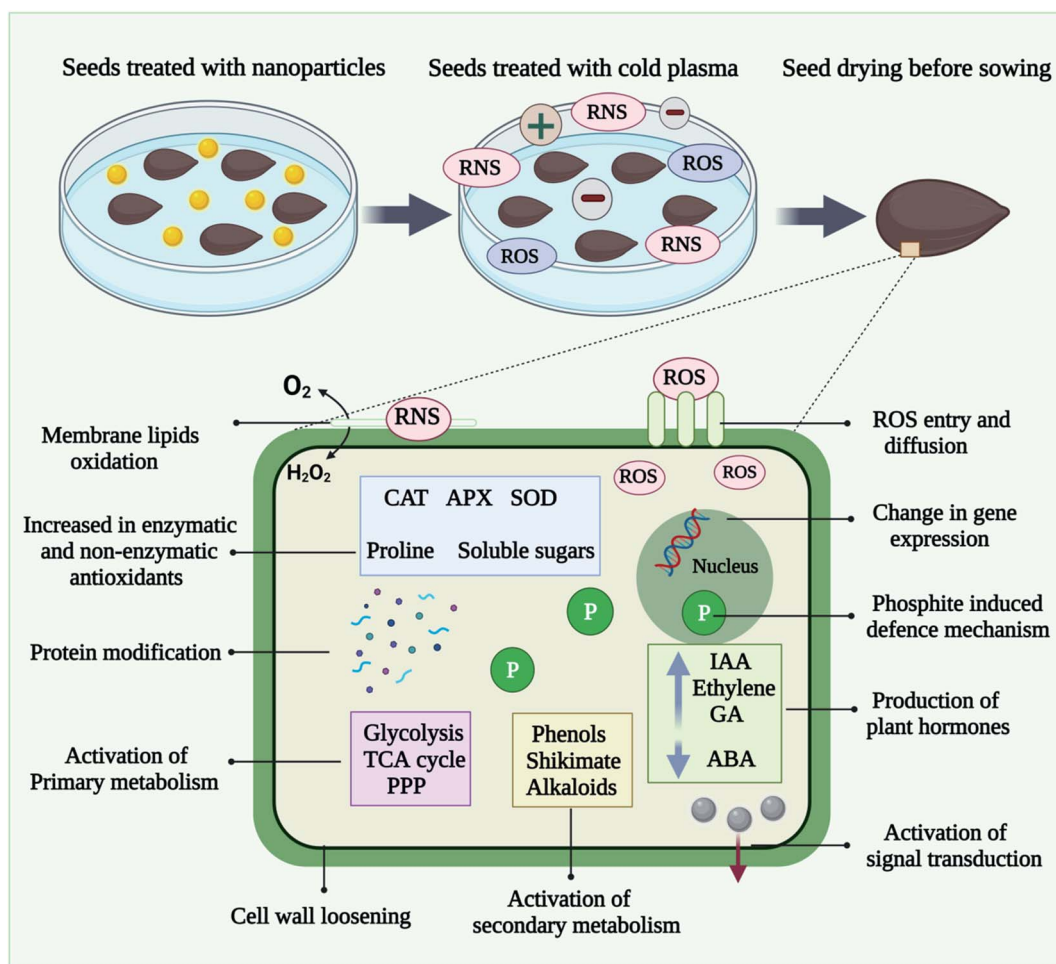 Seeds treated with nanoparticles
Seeds treated with cold plasma
Seed drying before sowing
RNS
RNS
ROS
ROS
RNS
O₂
RNS
ROS
Membrane lipids
oxidation
H₂O₂
ROS entry and
diffusion
ROS
ROS
CAT APX SOD
Proline Soluble sugars
Increased in enzymatic
and non-enzymatic
antioxidants
Change in gene
expression
Nucleus
P
P
P
Phosphite induced
defence mechanism
Protein modification
IAA
Ethylene
GA
ABA
Production of
plant hormones
Glycolysis
TCA cycle
PPP
Phenols
Shikimate
Alkaloids
Activation of
Primary metabolism
Activation of
signal transduction
Cell wall loosening
Activation of
secondary metabolism